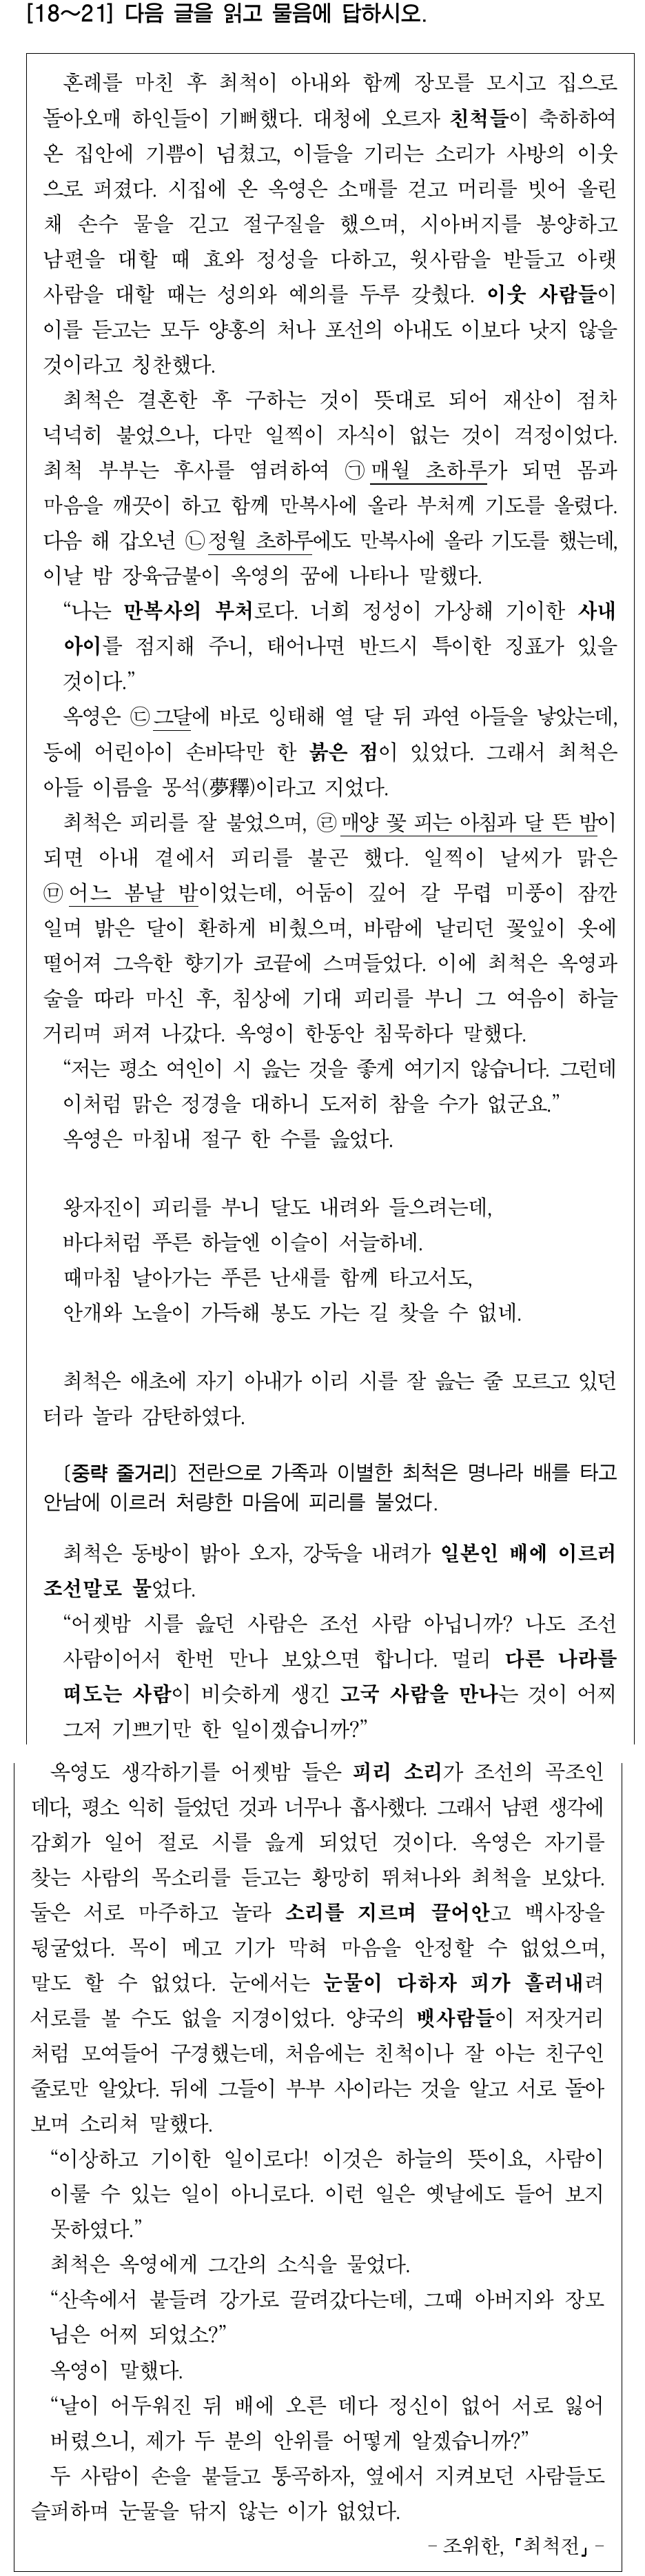 [18～21] 다음 글을 읽고 물음에 답하시오.
혼례를 마친 후 최척이 아내와 함께 장모를 모시고 집으로
돌아오매 하인들이 기뻐했다. 대청에 오르자 친척들이 축하하여
온 집안에 기쁨이 넘쳤고, 이들을 기리는 소리가 사방의 이웃
으로 퍼졌다. 시집에 온 옥영은 소매를 걷고 머리를 빗어 올린
채 손수 물을 긷고 절구질을 했으며, 시아버지를 봉양하고
남편을 대할 때 효와 정성을 다하고, 윗사람을 받들고 아랫
사람을 대할 때는 성의와 예의를 두루 갖췄다. 이웃 사람들이
이를 듣고는 모두 양홍의 처나 포선의 아내도 이보다 낫지 않을
것이라고 칭찬했다.
최척은 결혼한 후 구하는 것이 뜻대로 되어 재산이 점차
넉넉히 불었으나, 다만 일찍이 자식이 없는 것이 걱정이었다.
최척 부부는 후사를 염려하여 ㉠매월 초하루가 되면 몸과
마음을 깨끗이 하고 함께 만복사에 올라 부처께 기도를 올렸다.
다음 해 갑오년 ㉡정월 초하루에도 만복사에 올라 기도를 했는데,
이날 밤 장육금불이 옥영의 꿈에 나타나 말했다.
“나는 만복사의 부처로다. 너희 정성이 가상해 기이한 사내
아이를 점지해 주니, 태어나면 반드시 특이한 징표가 있을
것이다.”
옥영은 ㉢그달에 바로 잉태해 열 달 뒤 과연 아들을 낳았는데,
등에 어린아이 손바닥만 한 붉은 점이 있었다. 그래서 최척은
아들 이름을 몽석(夢釋)이라고 지었다.
최척은 피리를 잘 불었으며, ㉣매양 꽃 피는 아침과 달 뜬 밤이
되면 아내 곁에서 피리를 불곤 했다. 일찍이 날씨가 맑은
㉤어느 봄날 밤이었는데, 어둠이 깊어 갈 무렵 미풍이 잠깐
일며 밝은 달이 환하게 비췄으며, 바람에 날리던 꽃잎이 옷에
떨어져 그윽한 향기가 코끝에 스며들었다. 이에 최척은 옥영과
술을 따라 마신 후, 침상에 기대 피리를 부니 그 여음이 하늘
거리며 퍼져 나갔다. 옥영이 한동안 침묵하다 말했다.
“저는 평소 여인이 시 읊는 것을 좋게 여기지 않습니다. 그런데
이처럼 맑은 정경을 대하니 도저히 참을 수가 없군요.”
옥영은 마침내 절구 한 수를 읊었다.
왕자진이 피리를 부니 달도 내려와 들으려는데,
바다처럼 푸른 하늘엔 이슬이 서늘하네.
때마침 날아가는 푸른 난새를 함께 타고서도,
안개와 노을이 가득해 봉도 가는 길 찾을 수 없네.
최척은 애초에 자기 아내가 이리 시를 잘 읊는 줄 모르고 있던
터라 놀라 감탄하였다.
〔중략 줄거리〕 전란으로 가족과 이별한 최척은 명나라 배를 타고
안남에 이르러 처량한 마음에 피리를 불었다.
최척은 동방이 밝아 오자, 강둑을 내려가 일본인 배에 이르러
조선말로 물었다.
“어젯밤 시를 읊던 사람은 조선 사람 아닙니까? 나도 조선
사람이어서 한번 만나 보았으면 합니다. 멀리 다른 나라를
떠도는 사람이 비슷하게 생긴 고국 사람을 만나는 것이 어찌
그저 기쁘기만 한 일이겠습니까?”
옥영도 생각하기를 어젯밤 들은 피리 소리가 조선의 곡조인
데다, 평소 익히 들었던 것과 너무나 흡사했다. 그래서 남편 생각에
감회가 일어 절로 시를 읊게 되었던 것이다. 옥영은 자기를
찾는 사람의 목소리를 듣고는 황망히 뛰쳐나와 최척을 보았다.
둘은 서로 마주하고 놀라 소리를 지르며 끌어안고 백사장을
뒹굴었다. 목이 메고 기가 막혀 마음을 안정할 수 없었으며,
말도 할 수 없었다. 눈에서는 눈물이 다하자 피가 흘러내려
서로를 볼 수도 없을 지경이었다. 양국의 뱃사람들이 저잣거리
처럼 모여들어 구경했는데, 처음에는 친척이나 잘 아는 친구인
줄로만 알았다. 뒤에 그들이 부부 사이라는 것을 알고 서로 돌아
보며 소리쳐 말했다.
“이상하고 기이한 일이로다! 이것은 하늘의 뜻이요, 사람이
이룰 수 있는 일이 아니로다. 이런 일은 옛날에도 들어 보지
못하였다.”
최척은 옥영에게 그간의 소식을 물었다.
“산속에서 붙들려 강가로 끌려갔다는데, 그때 아버지와 장모
님은 어찌 되었소?”
옥영이 말했다.
“날이 어두워진 뒤 배에 오른 데다 정신이 없어 서로 잃어
버렸으니, 제가 두 분의 안위를 어떻게 알겠습니까?”
두 사람이 손을 붙들고 통곡하자, 옆에서 지켜보던 사람들도
슬퍼하며 눈물을 닦지 않는 이가 없었다.
- 조위한, 「최척전」 -